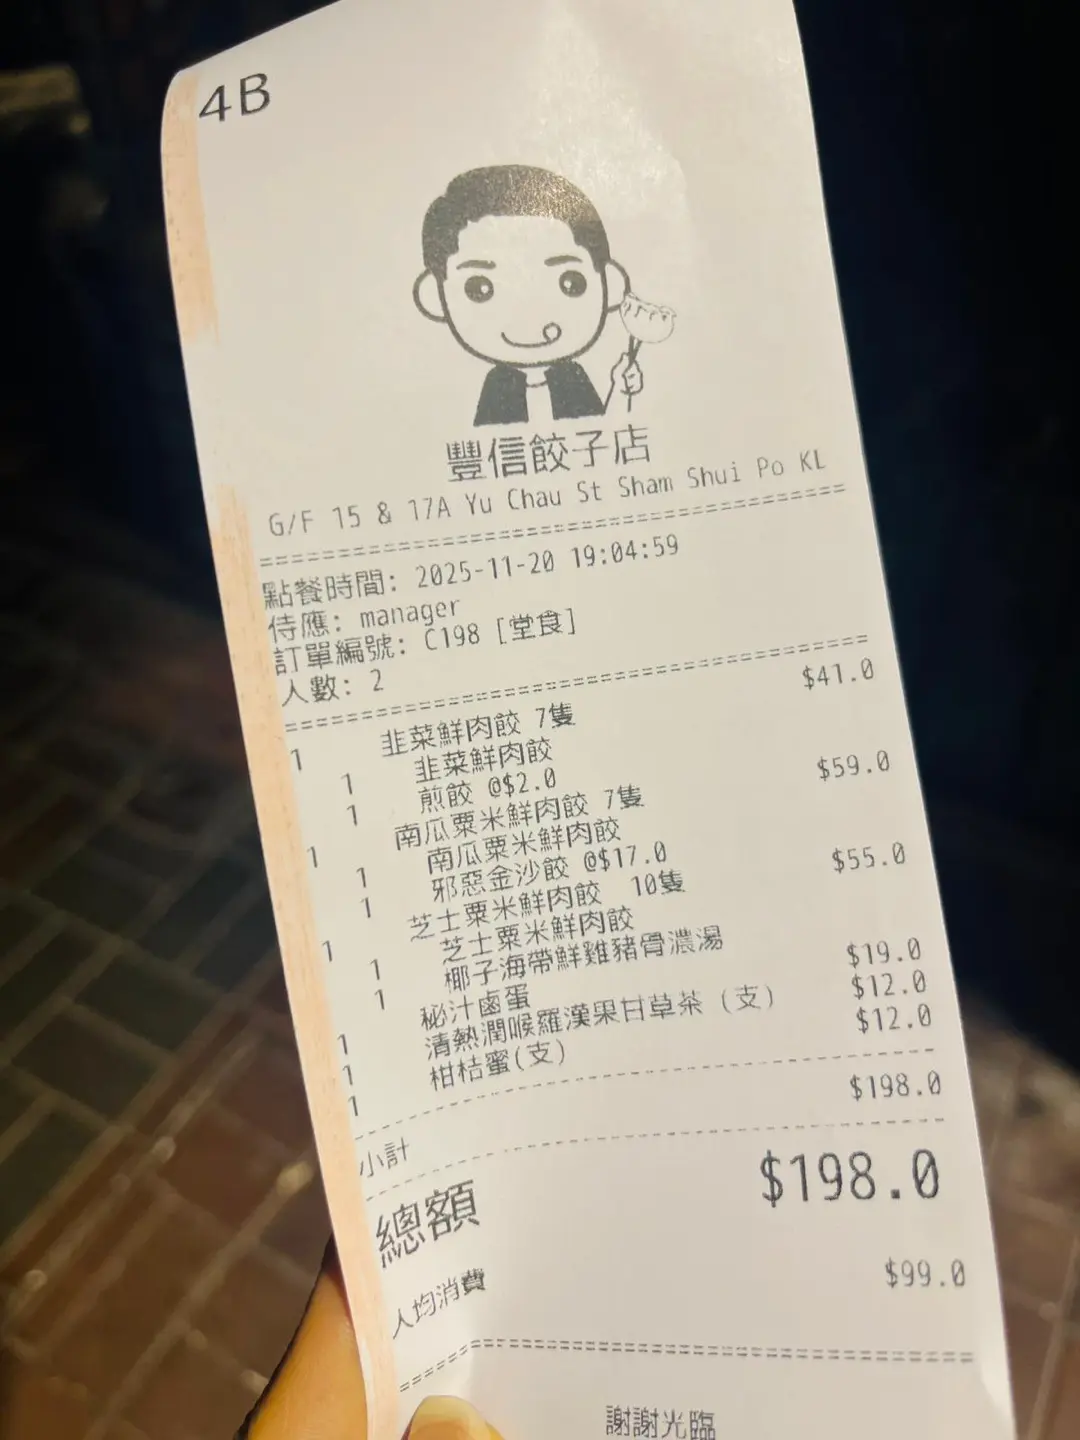 4B
豐信餃子店
G/F 15 & 17A Yu Chau St Sham Shui Po KL
點餐時間: 2025-11-20 19:04:59
侍應: manager
訂單編號: C198 [堂食]
人數: 2
1 韭菜鮮肉餃 7隻 $41.0
1 韭菜鮮肉餃
1 煎餃 @$2.0
1 南瓜粟米鮮肉餃 7隻 $59.0
1 南瓜粟米鮮肉餃
1 邪惡金沙餃 @$17.0
1 芝士粟米鮮肉餃 10隻 $55.0
1 芝士粟米鮮肉餃
1 椰子海帶鮮雞豬骨濃湯
1 秘汁鹵蛋 $19.0
1 清熱潤喉羅漢果甘草茶 (支) $12.0
1 柑桔蜜(支) $12.0
小計 $198.0
總額 $198.0
人均消費 $99.0
謝謝光臨